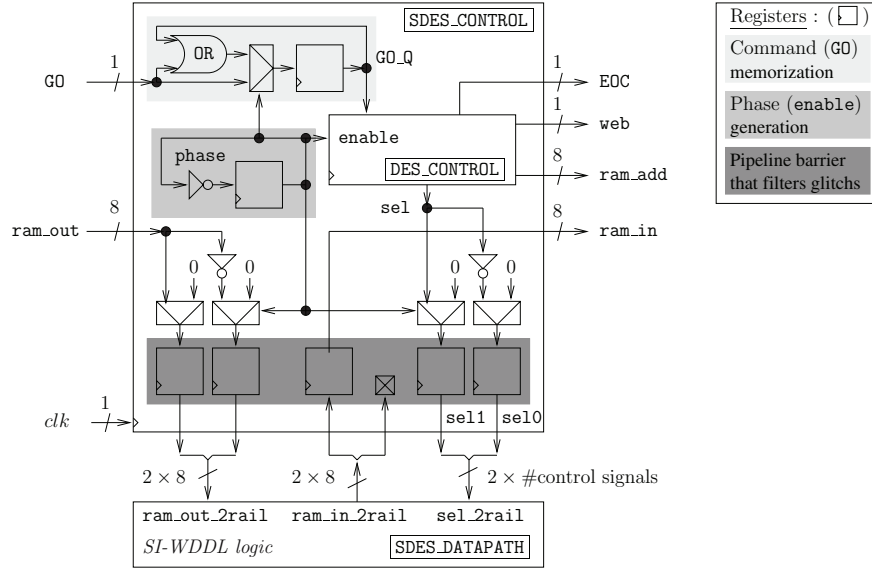 SDES_CONTROL
OR
GO_Q
GO
1
1
EOC
1
web
enable
phase
DES_CONTROL
8
ram_add
sel
8
ram_out
8
ram_in
0
0
0
0
clk
1
sel1
sel0
2 × 8
2 × 8
2 × #control signals
ram_out_2rail
ram_in_2rail
sel_2rail
SI-WDDL logic
SDES_DATAPATH
Registers : ( )
Command (GO)
memorization
Phase (enable)
generation
Pipeline barrier
that filters glitchs